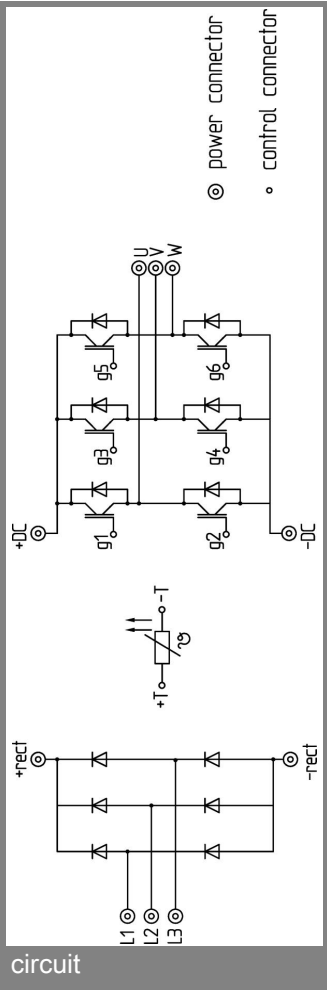 power connector
control connector
U
V
W
g5
g6
g3
g4
g1
g2
+DC
-DC
+T
-T
ϑ
+rect
-rect
L1
L2
L3
circuit